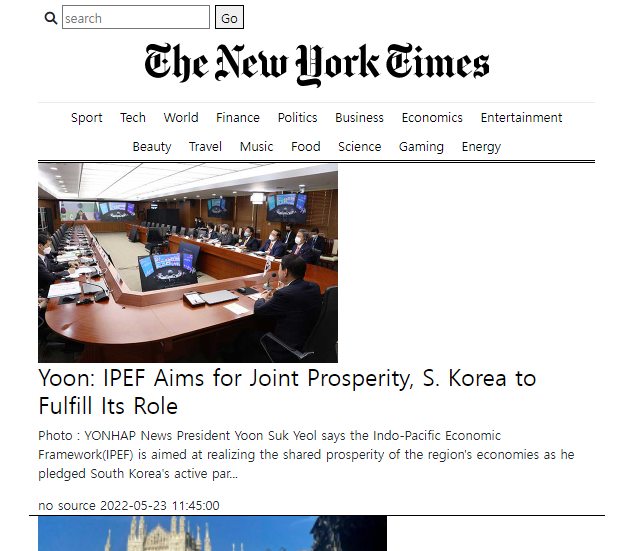 search
Go
The New York Times
Sport Tech World Finance Politics Business Economics Entertainment
Beauty Travel Music Food Science Gaming Energy
Yoon: IPEF Aims for Joint Prosperity, S. Korea to
Fulfill Its Role
Photo : YONHAP News President Yoon Suk Yeol says the Indo-Pacific Economic
Framework(IPEF) is aimed at realizing the shared prosperity of the region's economies as he
pledged South Korea's active par...
no source 2022-05-23 11:45:00